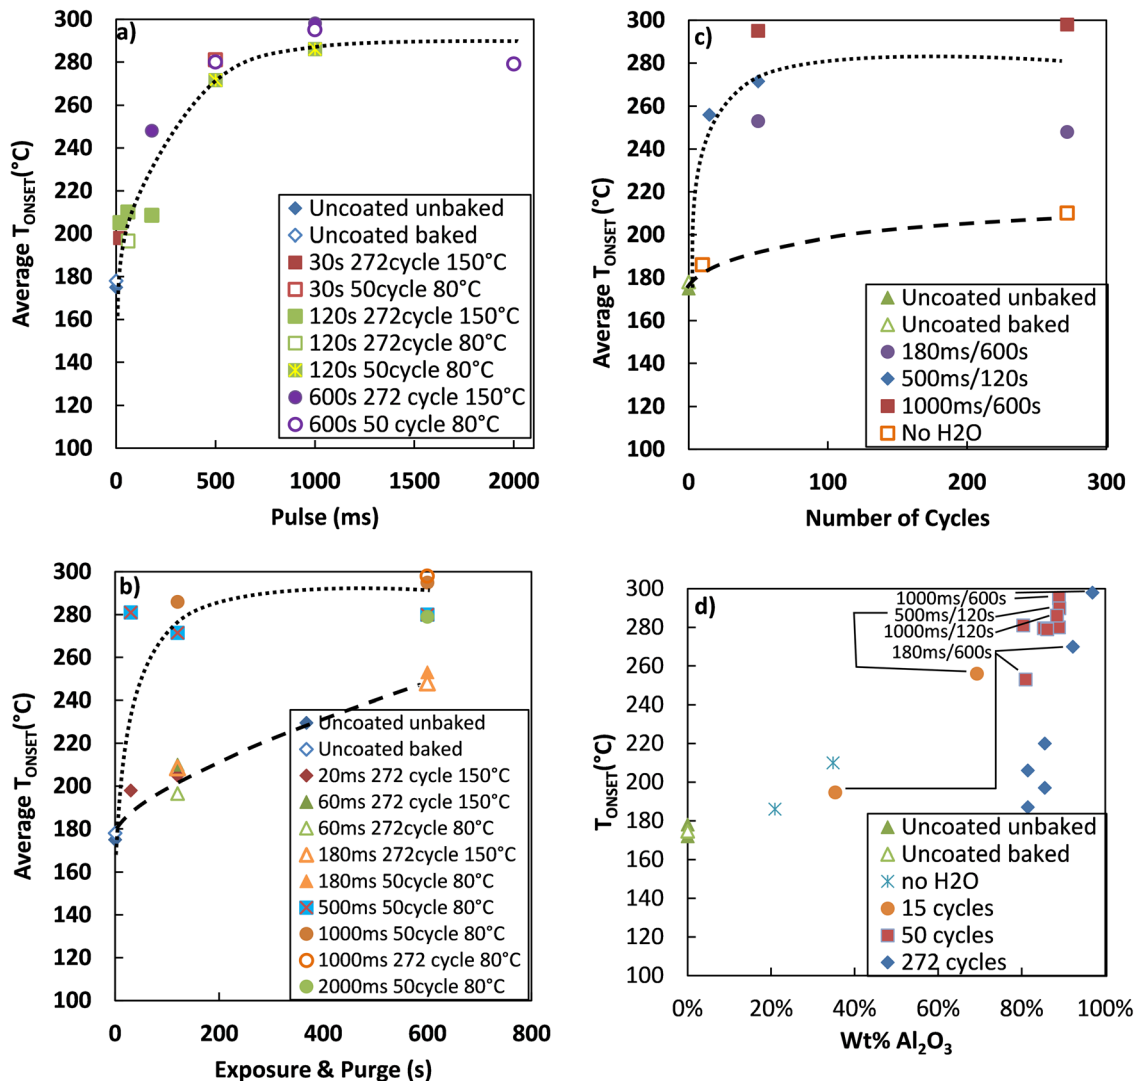 a)
300
280
260
240
220
200
180
160
140
120
100
Average T_ONSET(°C)
Uncoated unbaked
Uncoated baked
30s 272cycle 150°C
30s 50cycle 80°C
120s 272cycle 150°C
120s 272cycle 80°C
120s 50cycle 80°C
600s 272 cycle 150°C
600s 50 cycle 80°C
0 500 1000 1500 2000
Pulse (ms)
c)
300
280
260
240
220
200
180
160
140
120
100
Average T_ONSET (°C)
Uncoated unbaked
Uncoated baked
180ms/600s
500ms/120s
1000ms/600s
No H2O
0 100 200 300
Number of Cycles
b)
300
280
260
240
220
200
180
160
140
120
100
Average T_ONSET(°C)
Uncoated unbaked
Uncoated baked
20ms 272 cycle 150°C
60ms 272 cycle 150°C
60ms 272cycle 80°C
180ms 272cycle 150°C
180ms 50cycle 80°C
500ms 50cycle 80°C
1000ms 50cycle 80°C
1000ms 272 cycle 80°C
2000ms 50cycle 80°C
0 200 400 600 800
Exposure & Purge (s)
d)
300
280
260
240
220
200
180
160
140
120
100
T_ONSET(°C)
1000ms/600s
500ms/120s
1000ms/120s
180ms/600s
Uncoated unbaked
Uncoated baked
no H2O
15 cycles
50 cycles
272 cycles
0% 20% 40% 60% 80% 100%
Wt% Al₂O₃